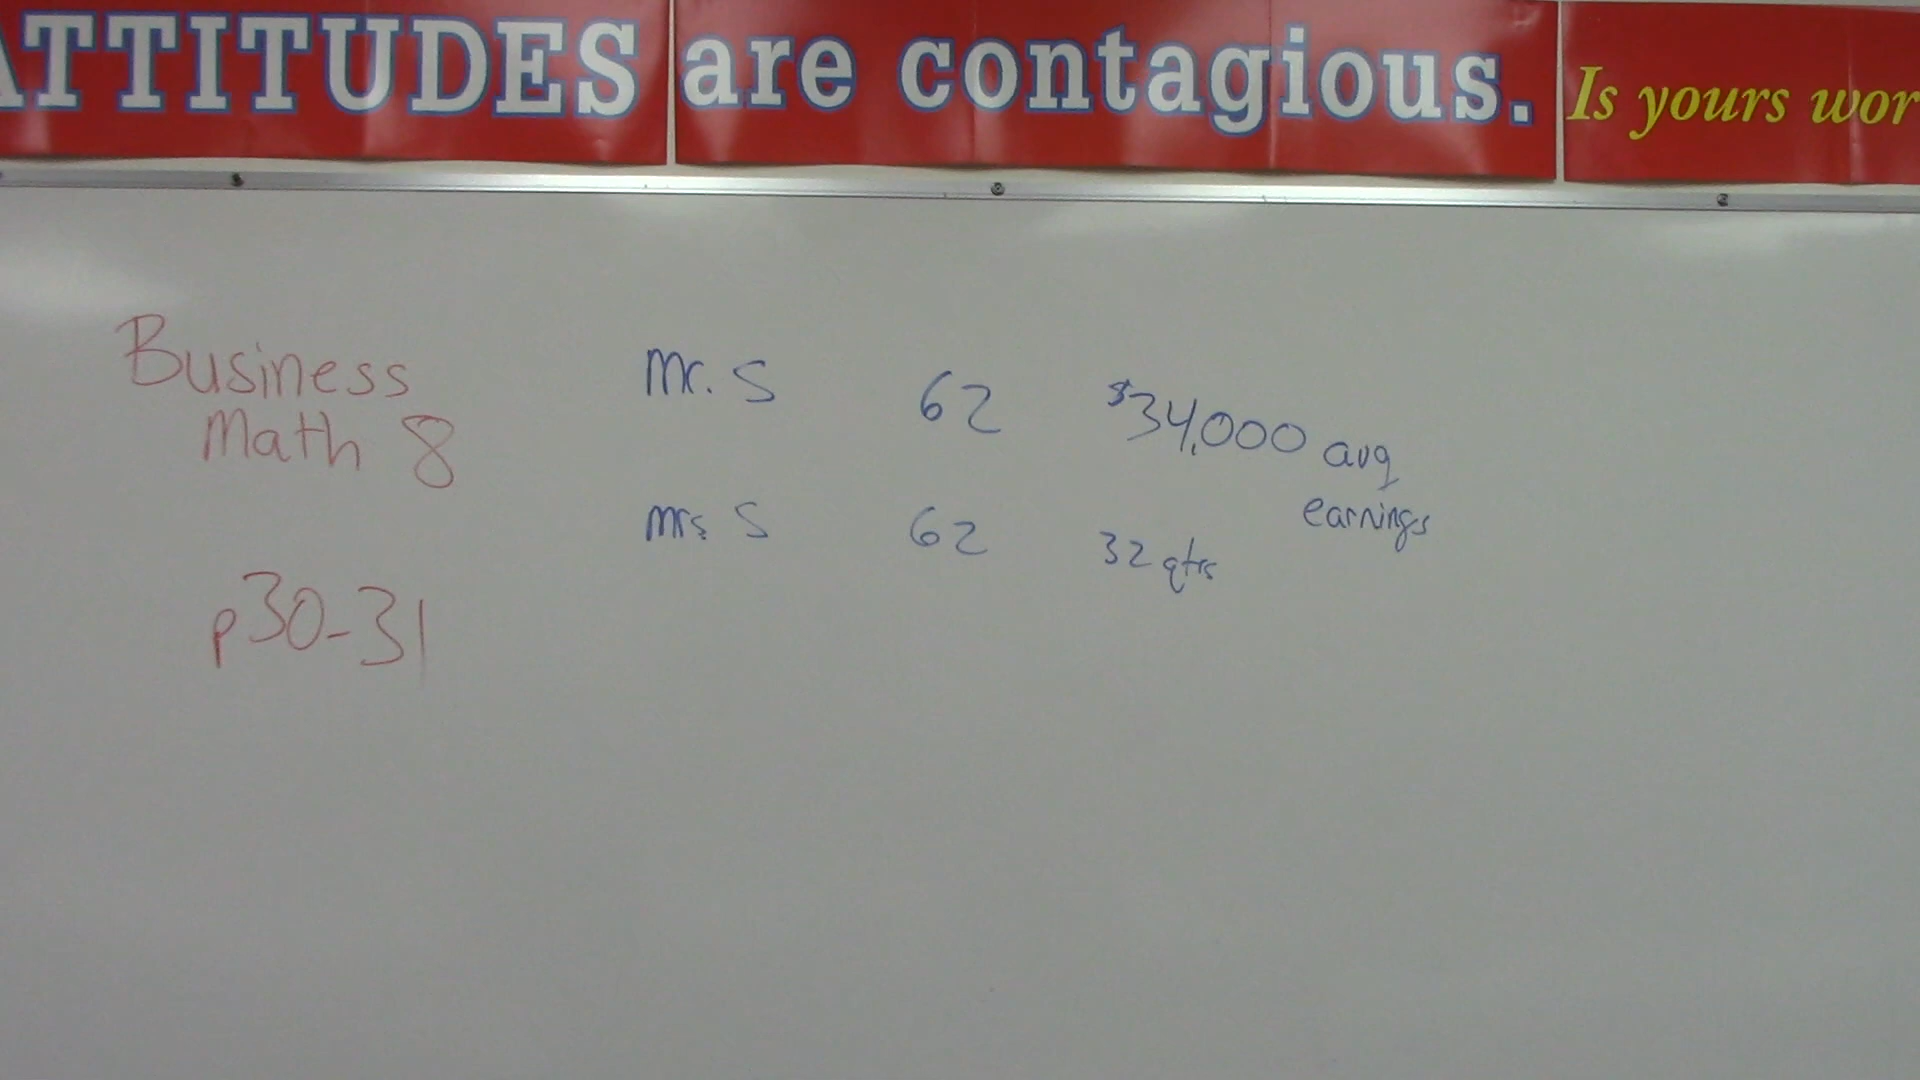 ATTITUDES are contagious. Is yours wor
Business
Math 8
p30-31
Mr. S 62 $34,000 avg
earnings
Mrs. S 62 32 qtrs